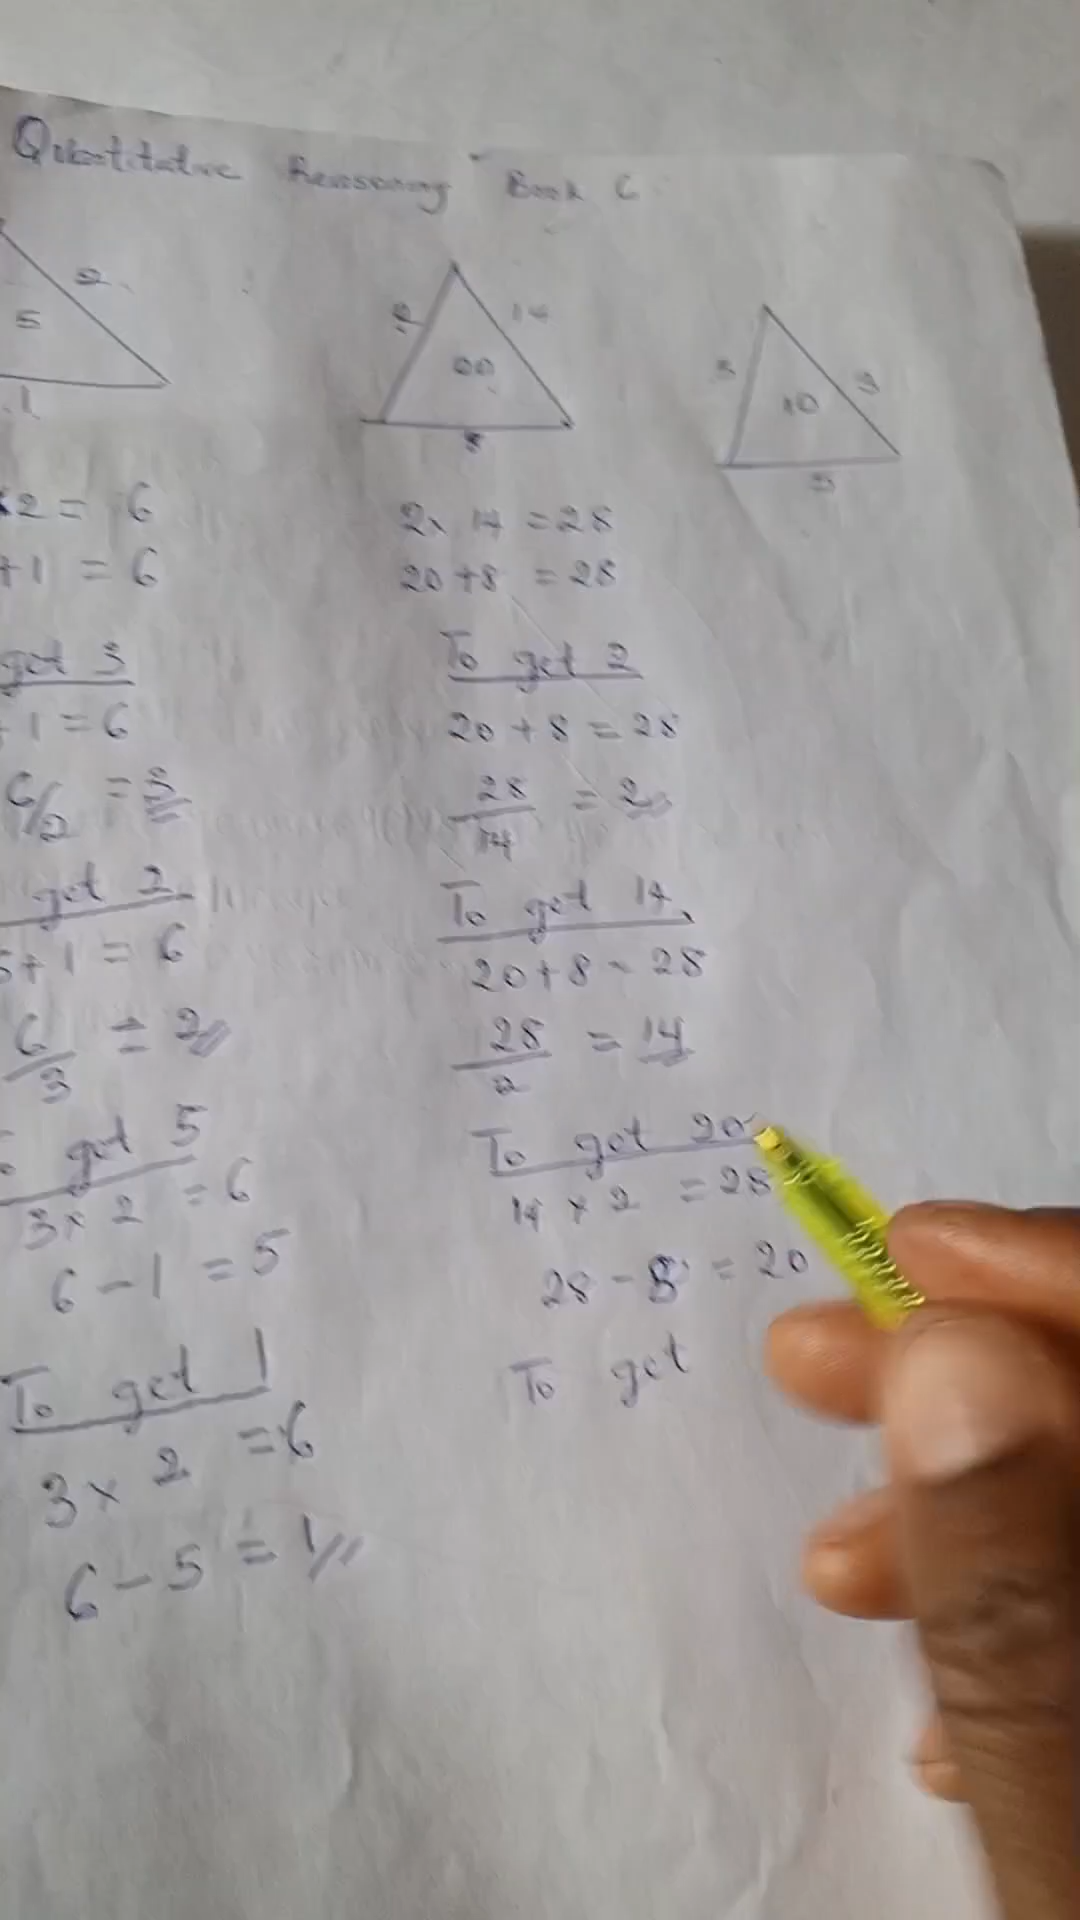 Quantitative Reasoning Book 6
2
5
1
2
14
20
8
10
×2 = 6
+1 = 6
get 3
+1 = 6
6/2 = 3
get 2
5+1 = 6
6/3 = 2
get 5
3×2 = 6
6-1 = 5
To get 1
3×2 = 6
6-5 = 1
2×14 = 28
20+8 = 28
To get 2
20+8 = 28
28/14 = 2
To get 14
20+8 = 28
28/2 = 14
To get 20
14×2 = 28
28-8 = 20
To get